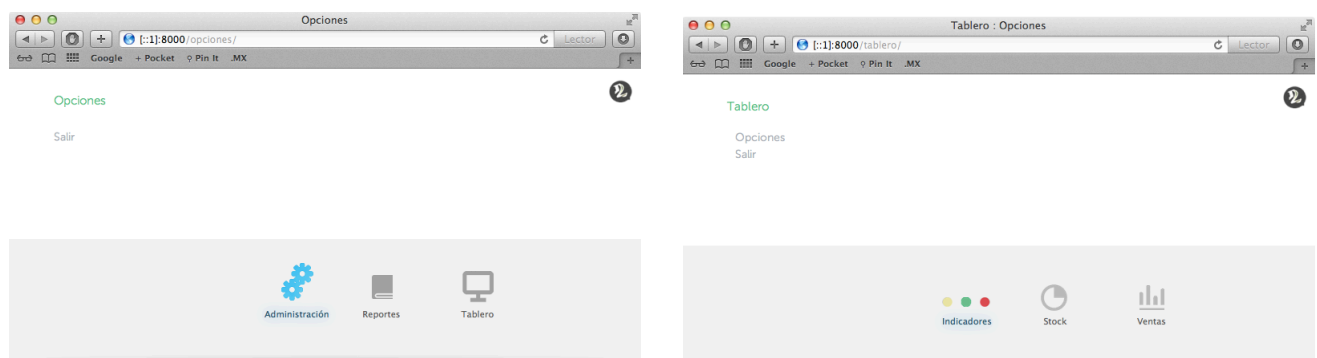 Opciones
[::1]:8000/opciones/
Lector
Google + Pocket Pin It .MX
Opciones
Salir
Administración Reportes Tablero
Tablero : Opciones
[::1]:8000/tablero/
Lector
Google + Pocket Pin It .MX
Tablero
Opciones
Salir
Indicadores Stock Ventas